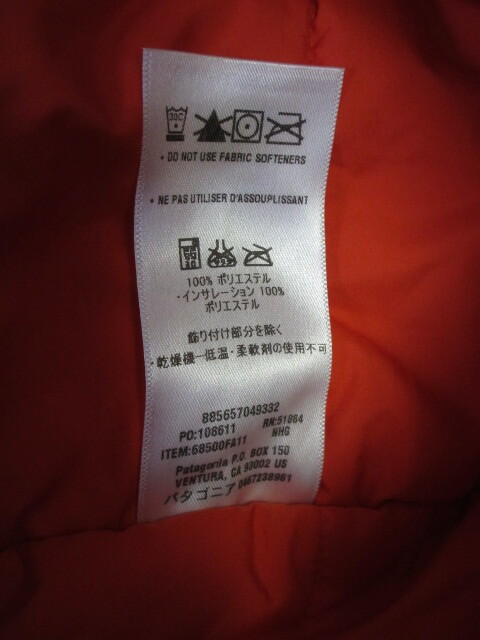 30C
• DO NOT USE FABRIC SOFTENERS
• NE PAS UTILISER D'ASSOUPLISSANT
100% ポリエステル
・インサレーション 100%
ポリエステル
飾り付け部分を除く
・乾燥機ー低温・柔軟剤の使用不可
885657049332
PO:108611 RN:51884
ITEM:68500FA11 NHG
Patagonia P.O. BOX 150
VENTURA, CA 93002 US
パタゴニア 0467238961